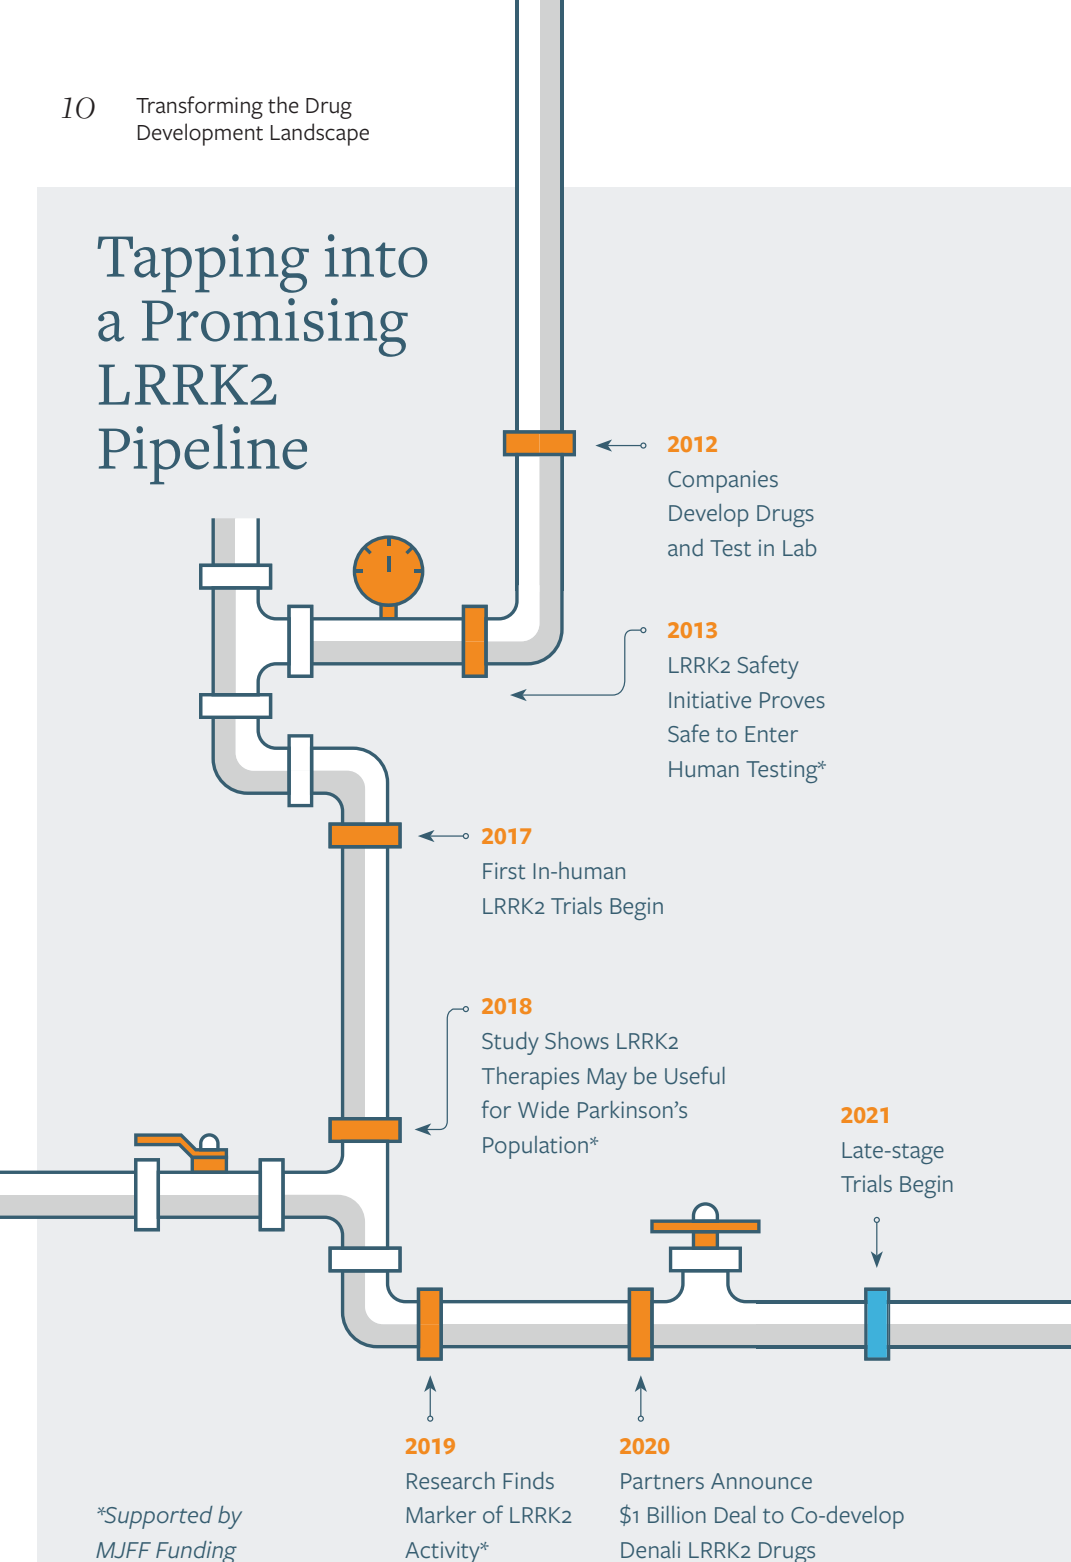 10
Transforming the Drug
Development Landscape
Tapping into
a Promising
LRRK2
Pipeline
2012
Companies
Develop Drugs
and Test in Lab
2013
LRRK2 Safety
Initiative Proves
Safe to Enter
Human Testing*
2017
First In-human
LRRK2 Trials Begin
2018
Study Shows LRRK2
Therapies May be Useful
for Wide Parkinson’s
Population*
2021
Late-stage
Trials Begin
2019
Research Finds
Marker of LRRK2
Activity*
2020
Partners Announce
$1 Billion Deal to Co-develop
Denali LRRK2 Drugs
*Supported by
MJFF Funding